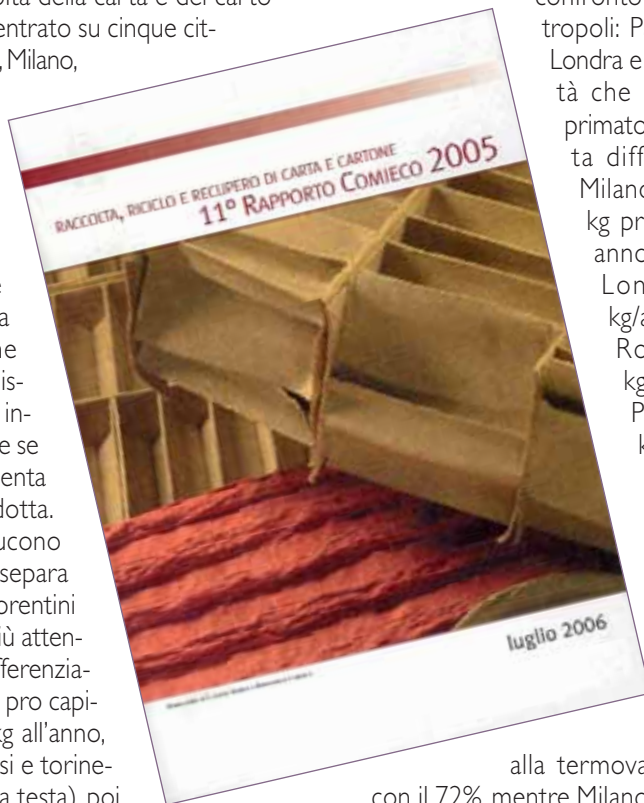 olta della carta e del carto
entrato su cinque cit-
, Milano,
e
a
ne
is-
in-
e se
enta
dotta.
ucono
separa
orentini
iù atten-
fferenzia-
pro capi-
kg all'anno,
si e torine-
a testa), poi
RACCOLTA, RICICLO E RECUPERO DI CARTA E CARTONE
11° RAPPORTO COMIECO 2005
luglio 2006
confronto
tropoli: P
Londra e
tà che
primato
ta diff
Milano
kg pr
anno
Lon
kg/a
Ro
kg
P
k
alla termova
con il 72% mentre Milano